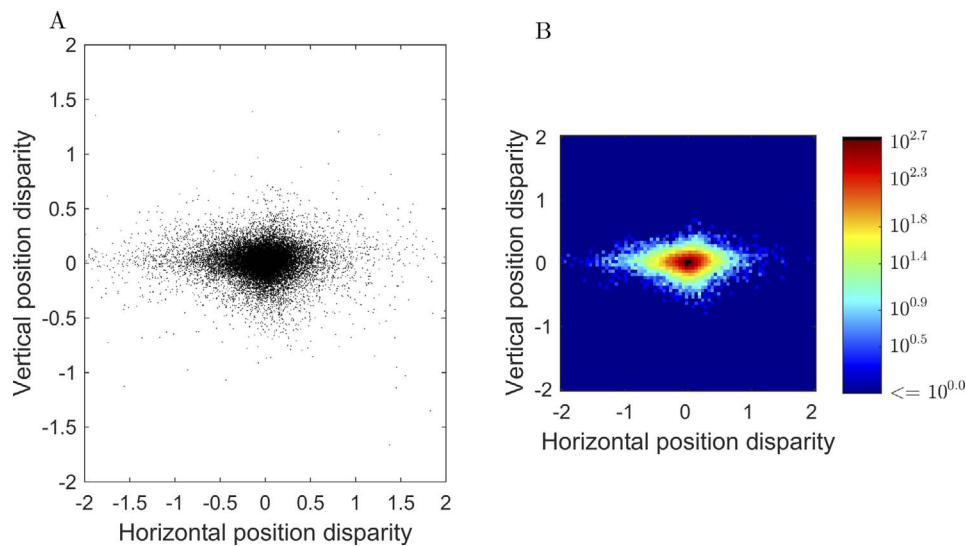 A
2
1.5
1
0.5
0
-0.5
-1
-1.5
-2
-2 -1.5 -1 -0.5 0 0.5 1 1.5 2
Vertical position disparity
Horizontal position disparity
B
2
1
0
-1
-2
-2 -1 0 1 2
Vertical position disparity
Horizontal position disparity
10^2.7
10^2.3
10^1.8
10^1.4
10^0.9
10^0.5
<= 10^0.0